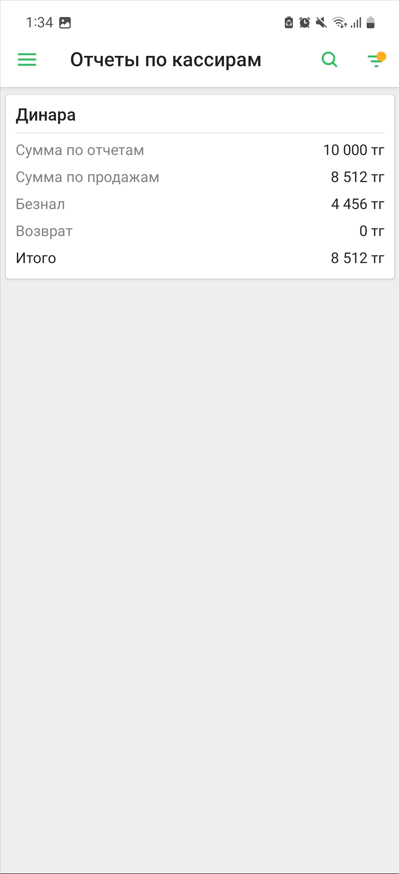 1:34
Отчеты по кассирам
Динара
Сумма по отчетам 10 000 тг
Сумма по продажам 8 512 тг
Безнал 4 456 тг
Возврат 0 тг
Итого 8 512 тг